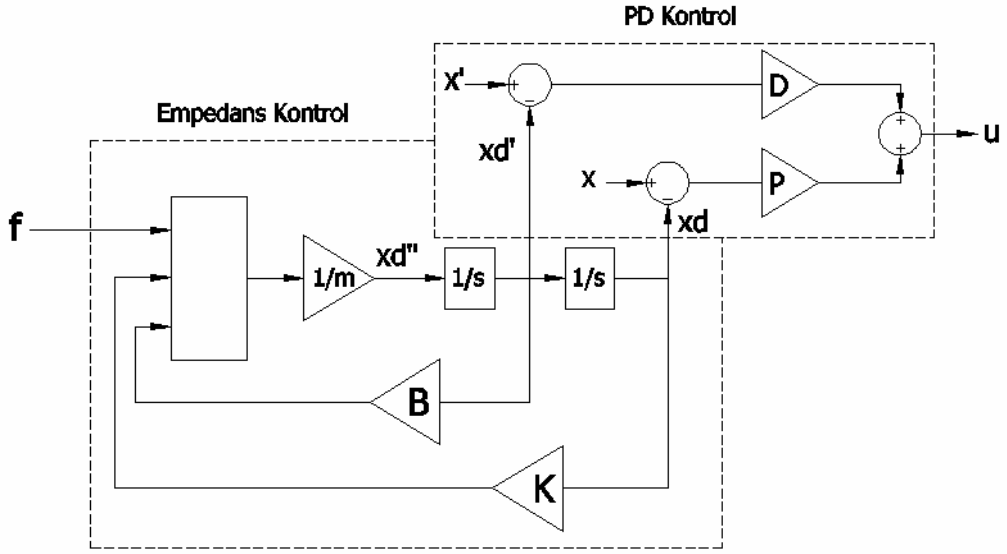 PD Kontrol
x'
+
−
D
Empedans Kontrol
xd'
+
+
u
x
+
−
P
xd
f
xd''
1/m
1/s
1/s
B
K